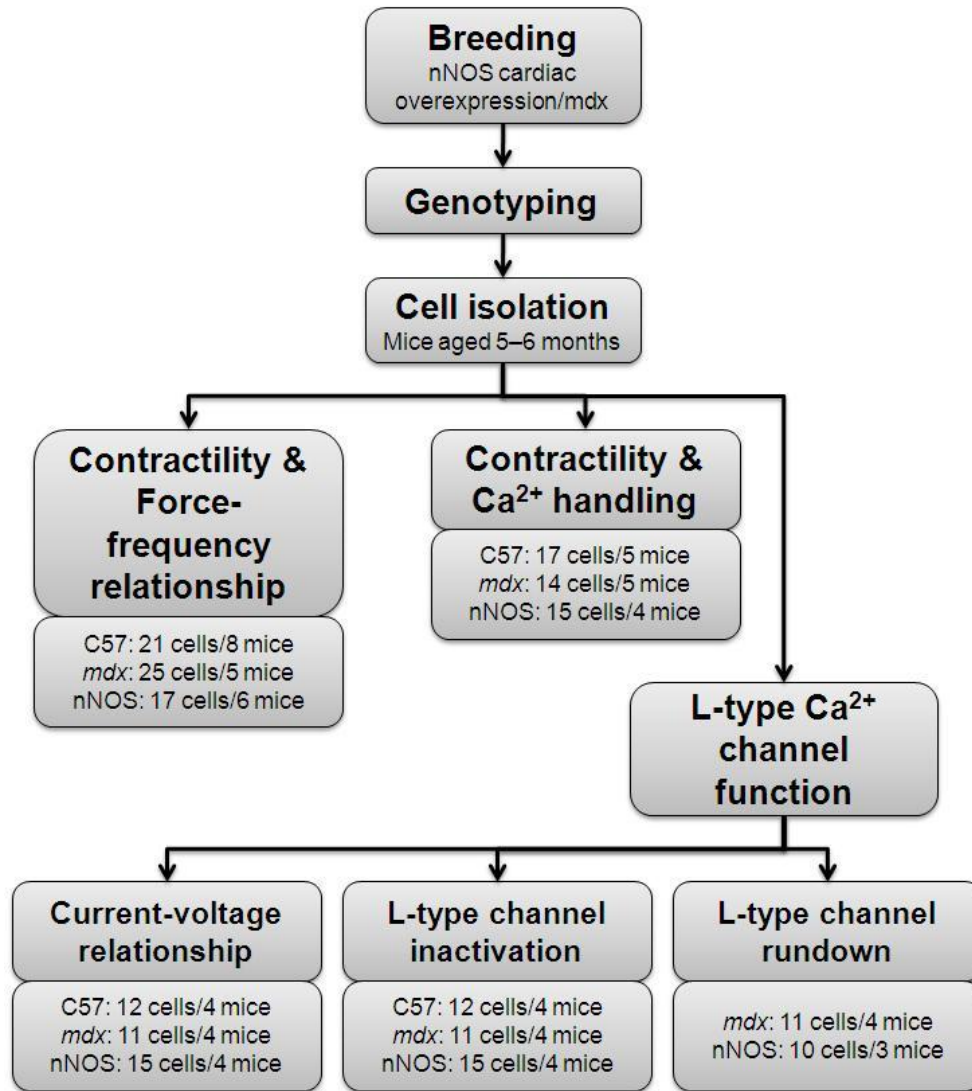 Breeding
nNOS cardiac
overexpression/mdx
Genotyping
Cell isolation
Mice aged 5–6 months
Contractility &
Force-
frequency
relationship
C57: 21 cells/8 mice
mdx: 25 cells/5 mice
nNOS: 17 cells/6 mice
Contractility &
Ca²⁺ handling
C57: 17 cells/5 mice
mdx: 14 cells/5 mice
nNOS: 15 cells/4 mice
L-type Ca²⁺
channel
function
Current-voltage
relationship
C57: 12 cells/4 mice
mdx: 11 cells/4 mice
nNOS: 15 cells/4 mice
L-type channel
inactivation
C57: 12 cells/4 mice
mdx: 11 cells/4 mice
nNOS: 15 cells/4 mice
L-type channel
rundown
mdx: 11 cells/4 mice
nNOS: 10 cells/3 mice